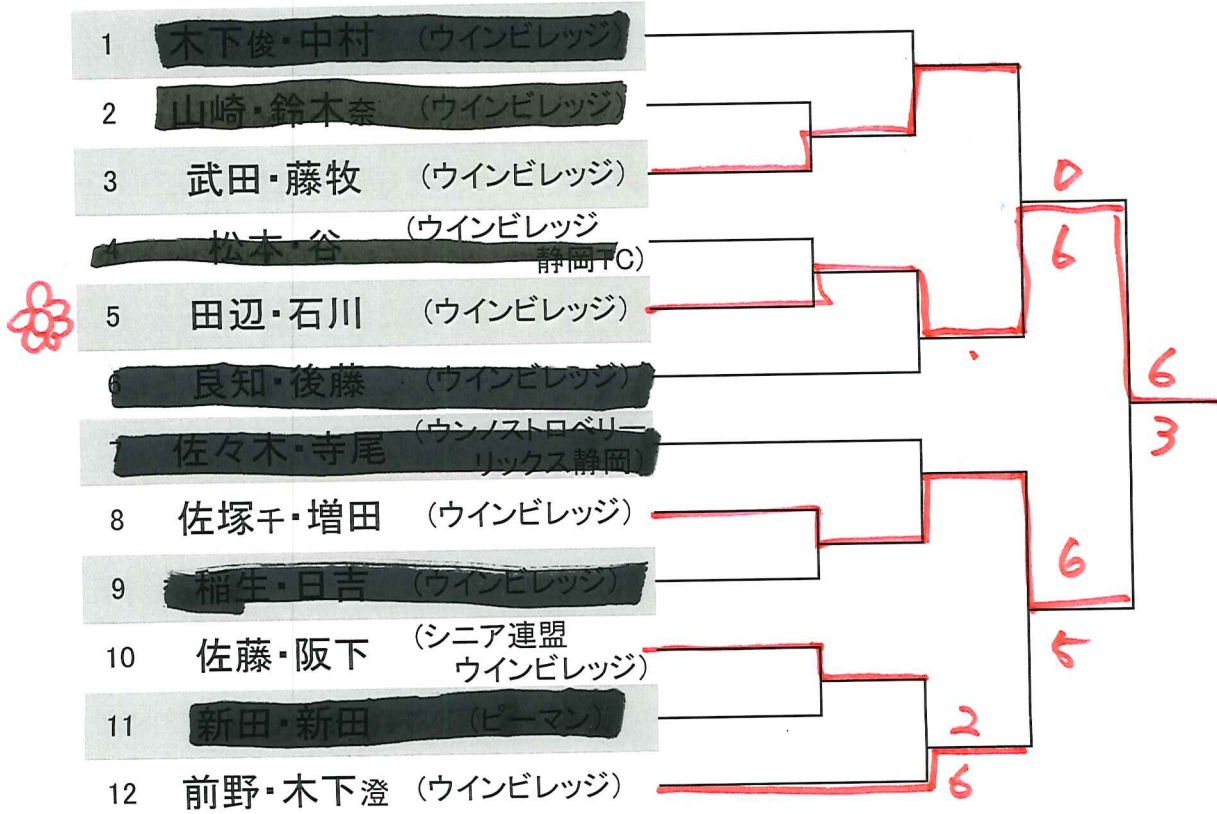 1 木下俊・中村 (ウインビレッジ)
2 山崎・鈴木奈 (ウインビレッジ)
3 武田・藤牧 (ウインビレッジ)
4 松本・谷 (ウインビレッジ
静岡TC)
5 田辺・石川 (ウインビレッジ)
6 良知・後藤 (ウインビレッジ)
7 佐々木・寺尾 (ウンノストロベリー
リックス静岡)
8 佐塚千・増田 (ウインビレッジ)
9 稲生・日吉 (ウインビレッジ)
10 佐藤・阪下 (シニア連盟
ウインビレッジ)
11 新田・新田 (ピーマン)
12 前野・木下澄 (ウインビレッジ)
0
6
6
3
6
5
2
6